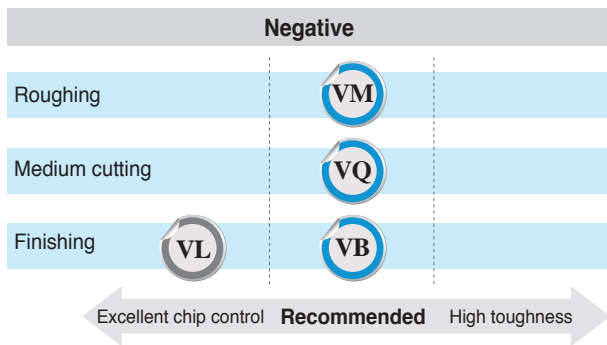 Negative
Roughing VM
Medium cutting VQ
Finishing VL VB
Excellent chip control Recommended High toughness